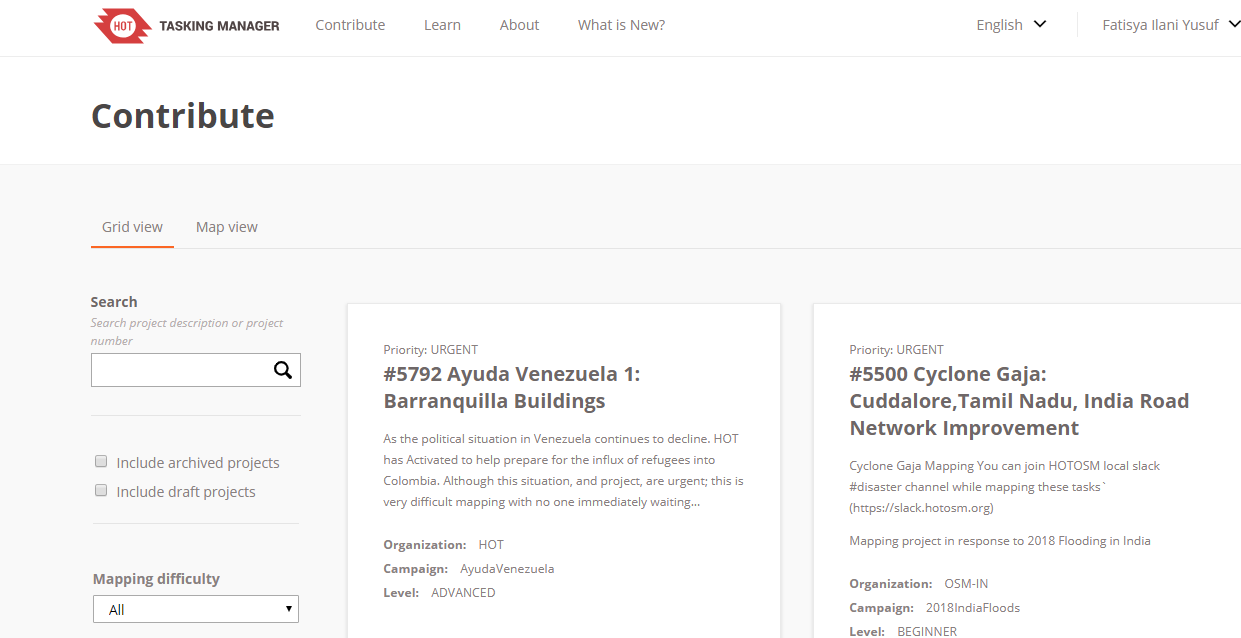 HOT TASKING MANAGER Contribute Learn About What is New? English Fatisya Ilani Yusuf
Contribute
Grid view Map view
Search
Search project description or project
number
Include archived projects
Include draft projects
Mapping difficulty
All
Priority: URGENT
#5792 Ayuda Venezuela 1:
Barranquilla Buildings
As the political situation in Venezuela continues to decline. HOT
has Activated to help prepare for the influx of refugees into
Colombia. Although this situation, and project, are urgent; this is
very difficult mapping with no one immediately waiting...
Organization: HOT
Campaign: AyudaVenezuela
Level: ADVANCED
Priority: URGENT
#5500 Cyclone Gaja:
Cuddalore,Tamil Nadu, India Road
Network Improvement
Cyclone Gaja Mapping You can join HOTOSM local slack
#disaster channel while mapping these tasks`
(https://slack.hotosm.org)
Mapping project in response to 2018 Flooding in India
Organization: OSM-IN
Campaign: 2018IndiaFloods
Level: BEGINNER